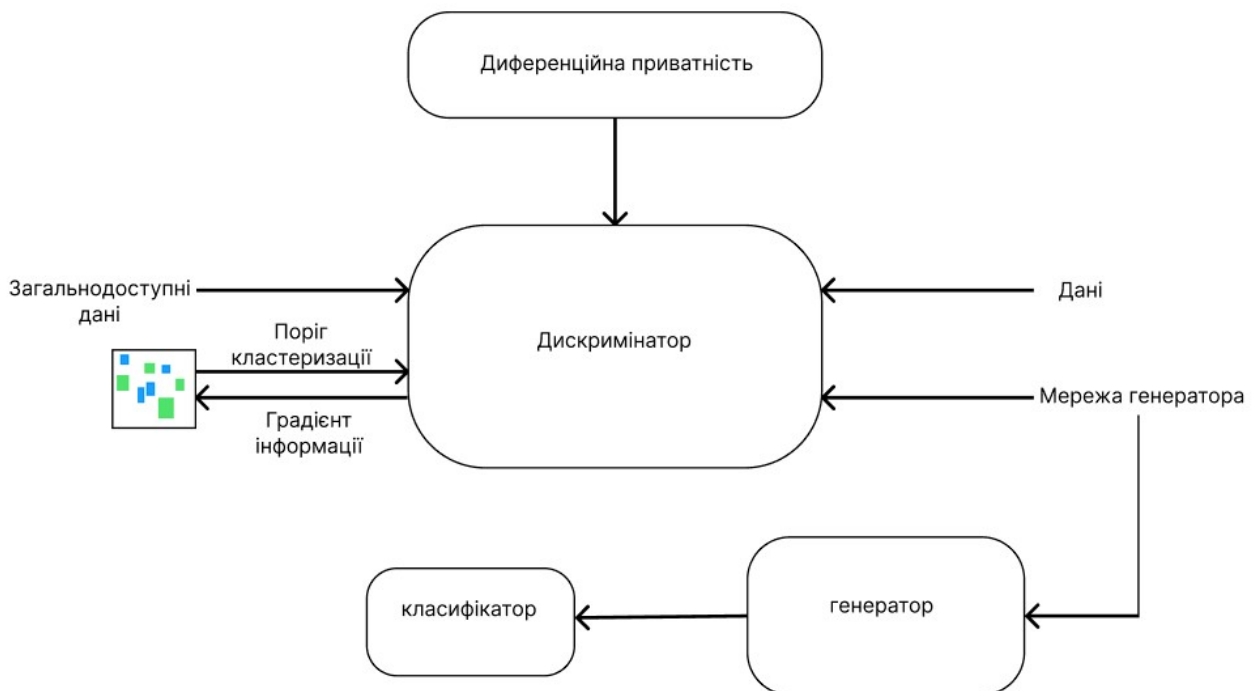 Диференційна приватність
Загальнодоступні
дані
Поріг
кластеризації
Градієнт
інформації
Дискримінатор
Дані
Мережа генератора
класифікатор
генератор